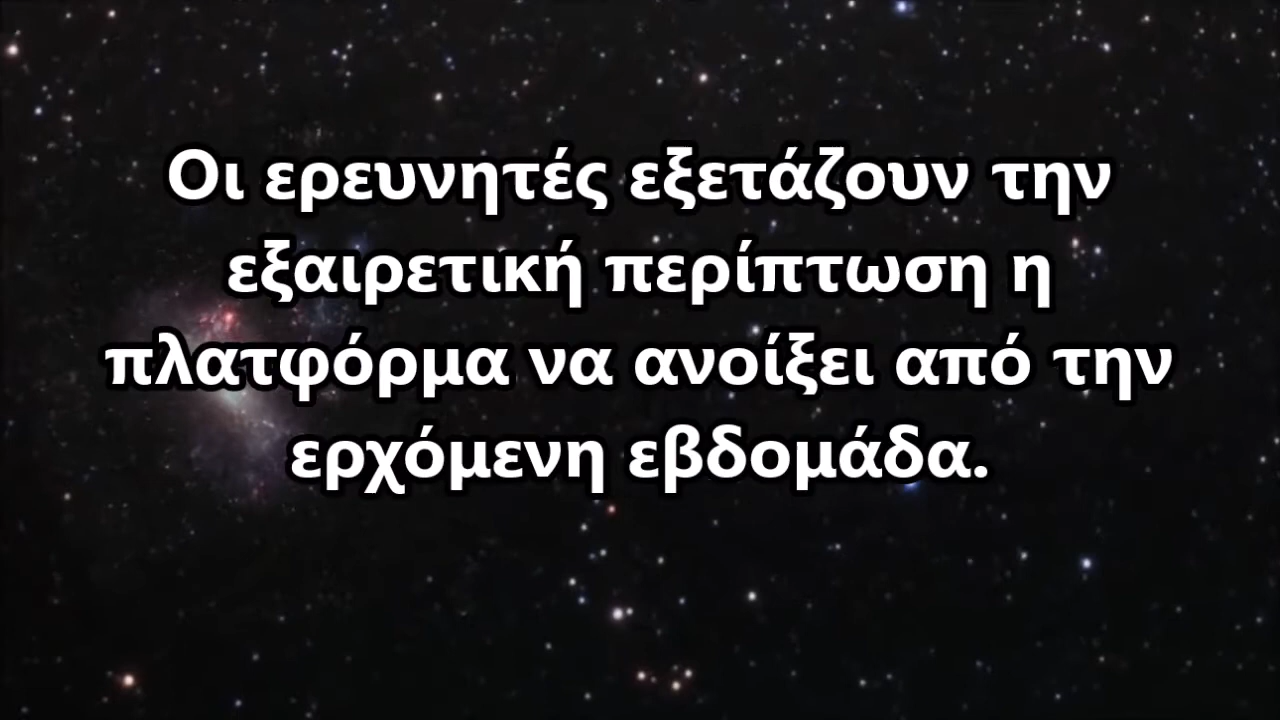 Οι ερευνητές εξετάζουν την
εξαιρετική περίπτωση η
πλατφόρμα να ανοίξει από την
ερχόμενη εβδομάδα.